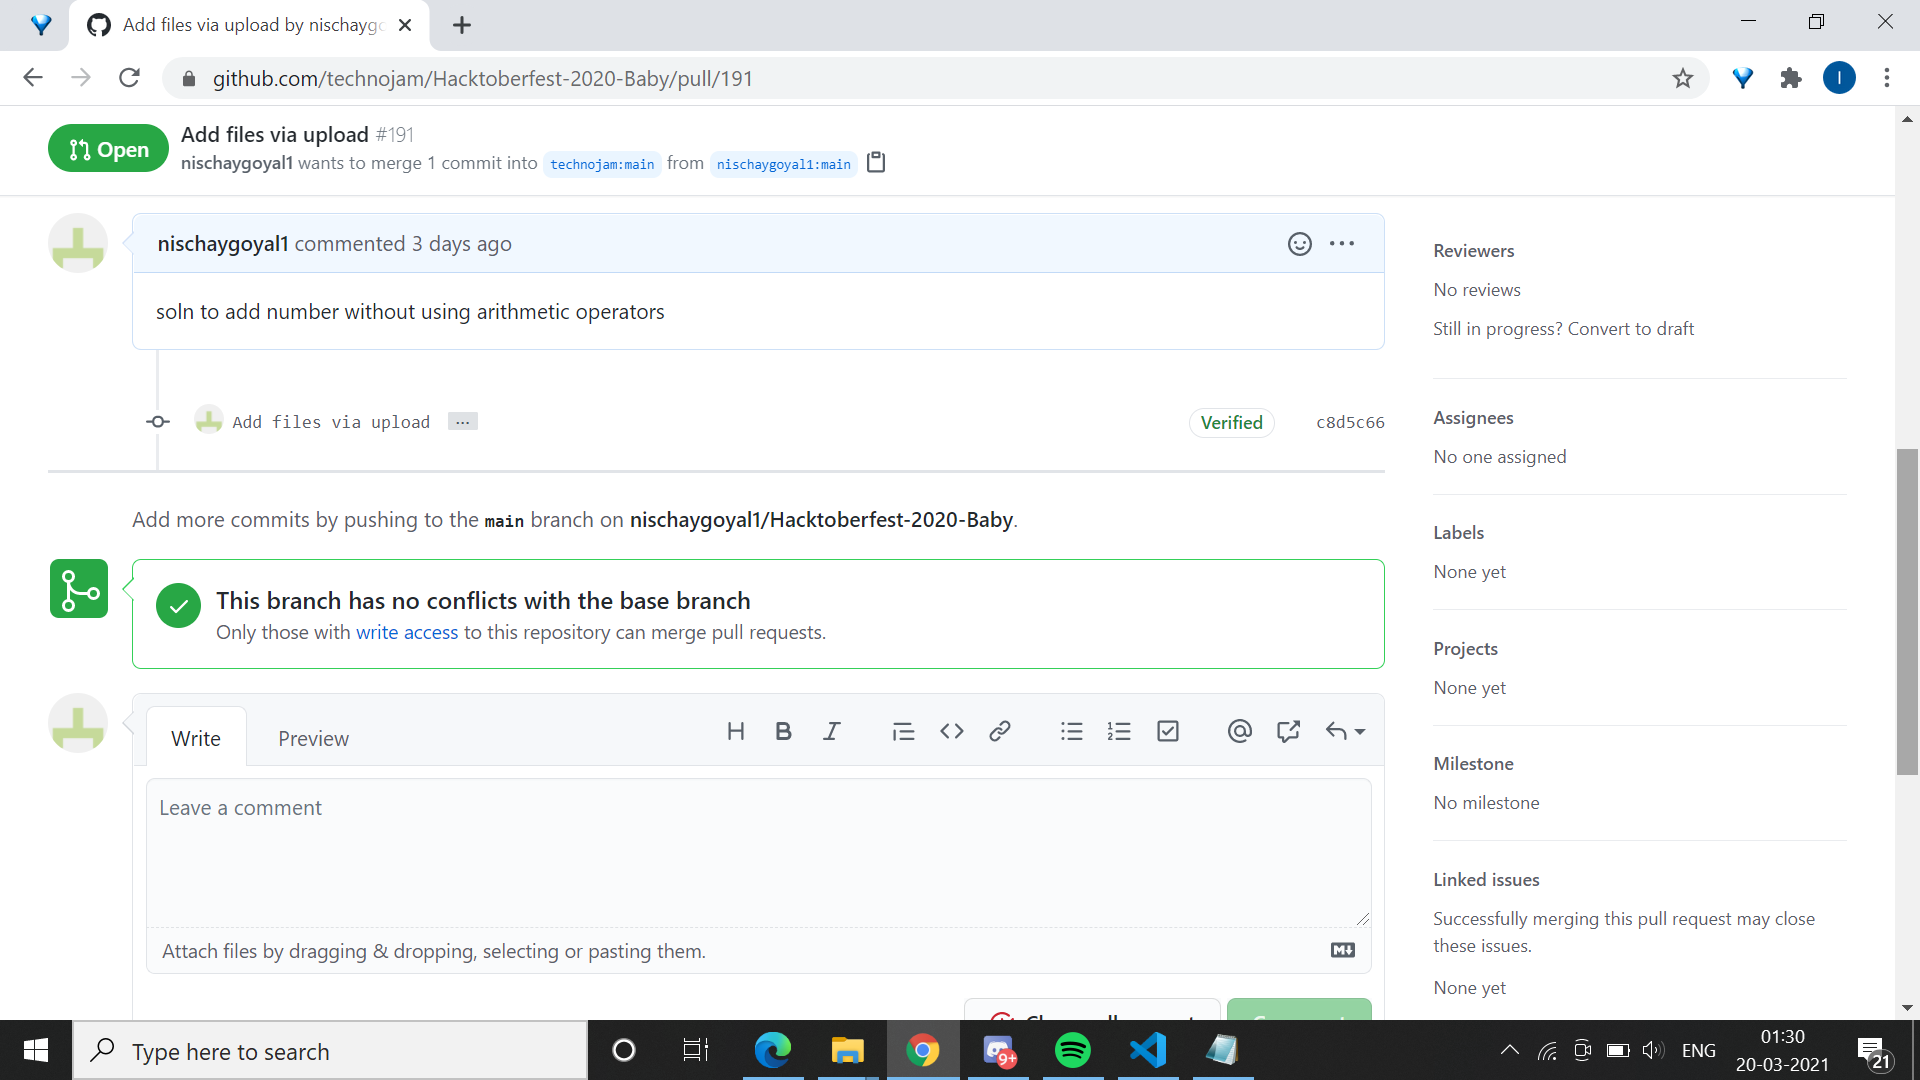 Add files via upload by nischaygo
github.com/technojam/Hacktoberfest-2020-Baby/pull/191
I
Open
Add files via upload #191
nischaygoyal1 wants to merge 1 commit into technojam:main from nischaygoyal1:main
nischaygoyal1 commented 3 days ago
soln to add number without using arithmetic operators
Add files via upload ...
Verified
c8d5c66
Add more commits by pushing to the main branch on nischaygoyal1/Hacktoberfest-2020-Baby.
This branch has no conflicts with the base branch
Only those with write access to this repository can merge pull requests.
Write
Preview
Leave a comment
Attach files by dragging & dropping, selecting or pasting them.
Reviewers
No reviews
Still in progress? Convert to draft
Assignees
No one assigned
Labels
None yet
Projects
None yet
Milestone
No milestone
Linked issues
Successfully merging this pull request may close
these issues.
None yet
Type here to search
9+
ENG
01:30
20-03-2021
21